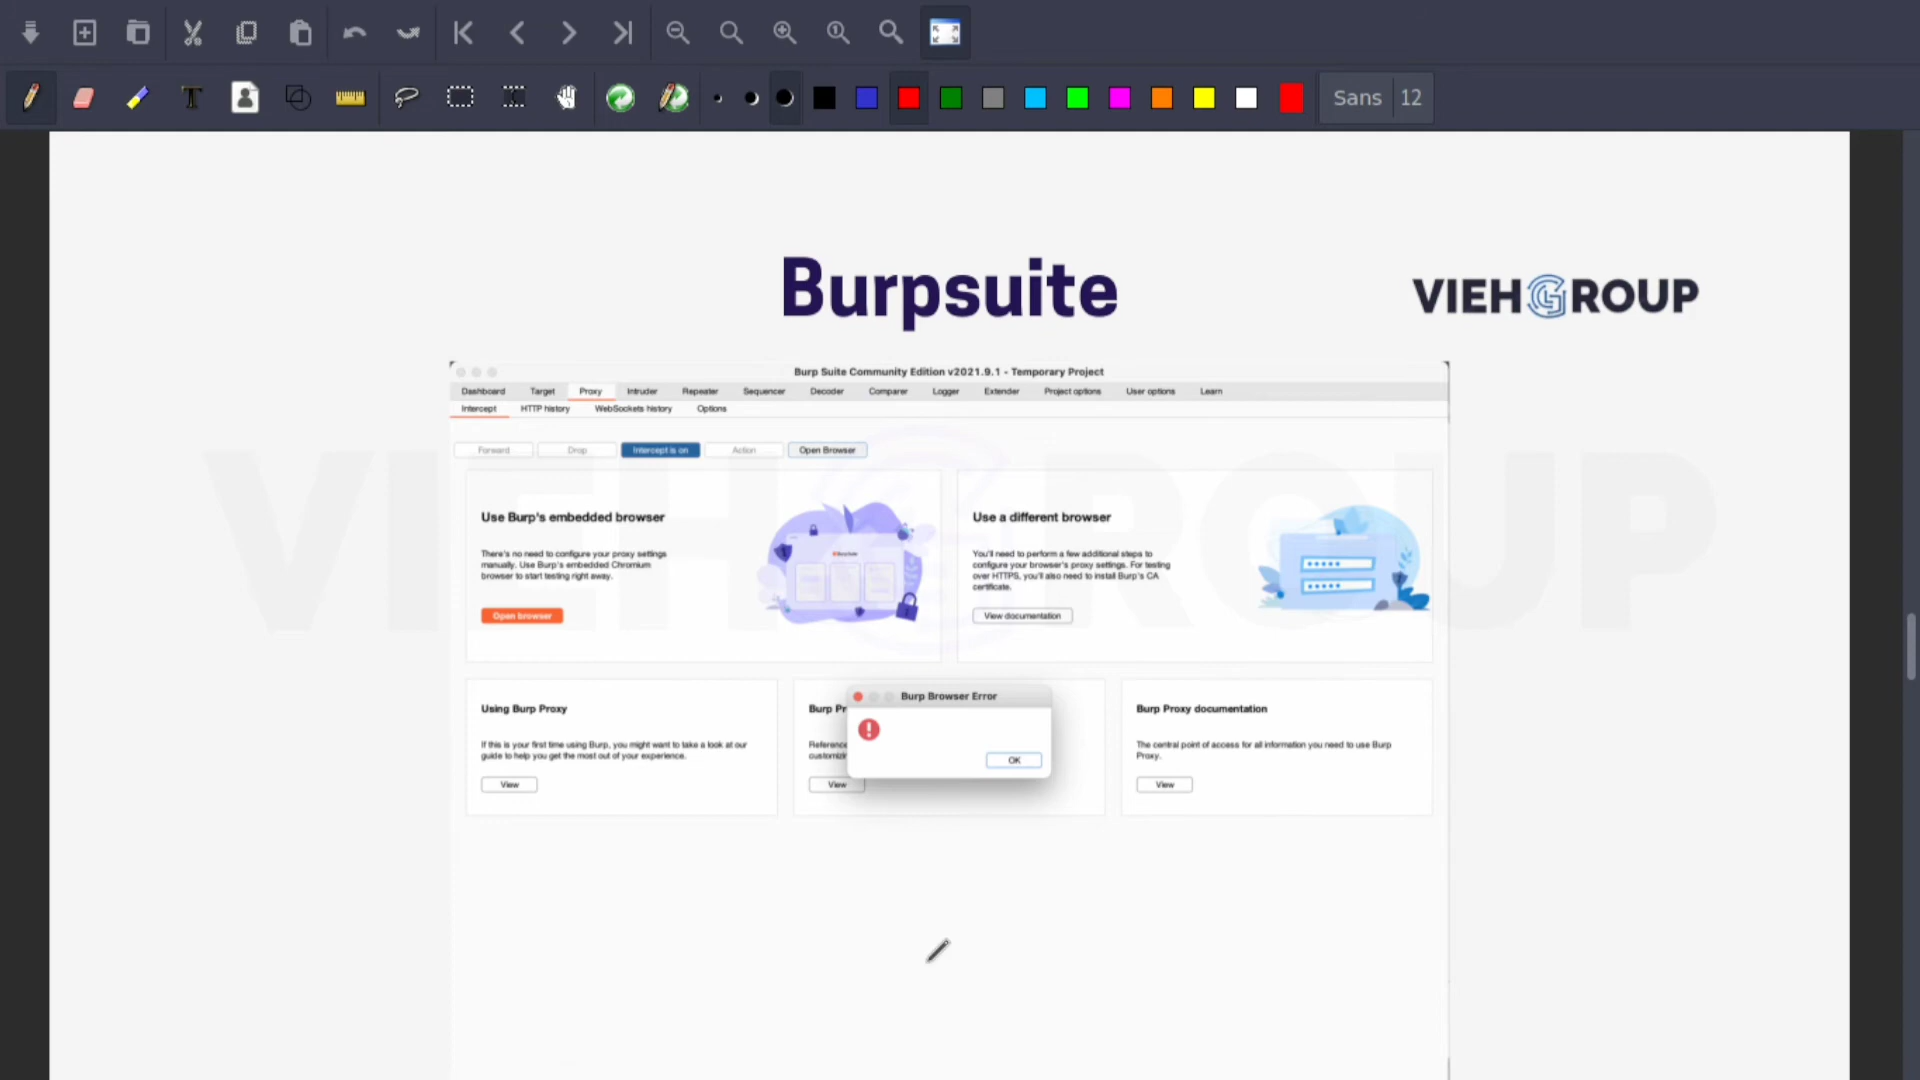 Sans 12
Burpsuite
VIEHGROUP
Burp Suite Community Edition v2021.9.1 - Temporary Project
Dashboard Target Proxy Intruder Repeater Sequencer Decoder Comparer Logger Extender Project options User options Learn
Intercept HTTP history WebSockets history Options
Forward Drop Intercept is on Action Open Browser
VIEHGROUP
Use Burp's embedded browser
There's no need to configure your proxy settings
manually. Use Burp's embedded Chromium
browser to start testing right away.
Open browser
Use a different browser
You'll need to perform a few additional steps to
configure your browser's proxy settings. For testing
over HTTPS, you'll also need to install Burp's CA
certificate.
View documentation
Using Burp Proxy
If this is your first time using Burp, you might want to take a look at our
guide to help you get the most out of your experience.
View
Burp Pr
Reference
customizin
View
Burp Browser Error
OK
Burp Proxy documentation
The central point of access for all information you need to use Burp
Proxy.
View